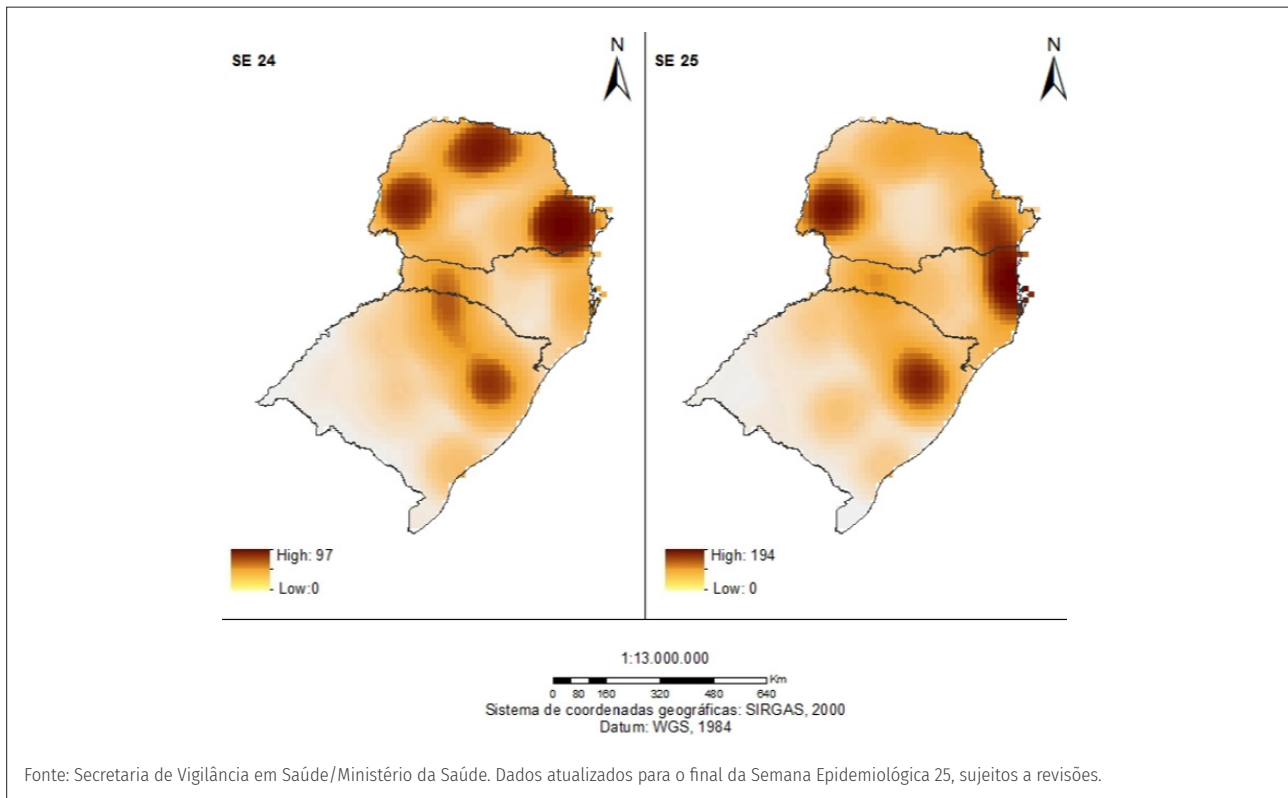 SE 24
N
SE 25
N
High: 97
Low:0
High: 194
Low: 0
1:13.000.000
0 80 160 320 480 640 Km
Sistema de coordenadas geográficas: SIRGAS, 2000
Datum: WGS, 1984
Fonte: Secretaria de Vigilância em Saúde/Ministério da Saúde. Dados atualizados para o final da Semana Epidemiológica 25, sujeitos a revisões.